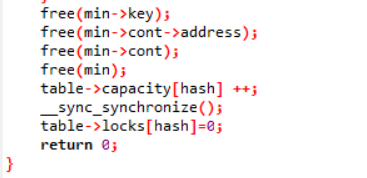 free(min->key);
free(min->cont->address);
free(min->cont);
free(min);
table->capacity[hash] ++;
__sync_synchronize();
table->locks[hash]=0;
return 0;
}